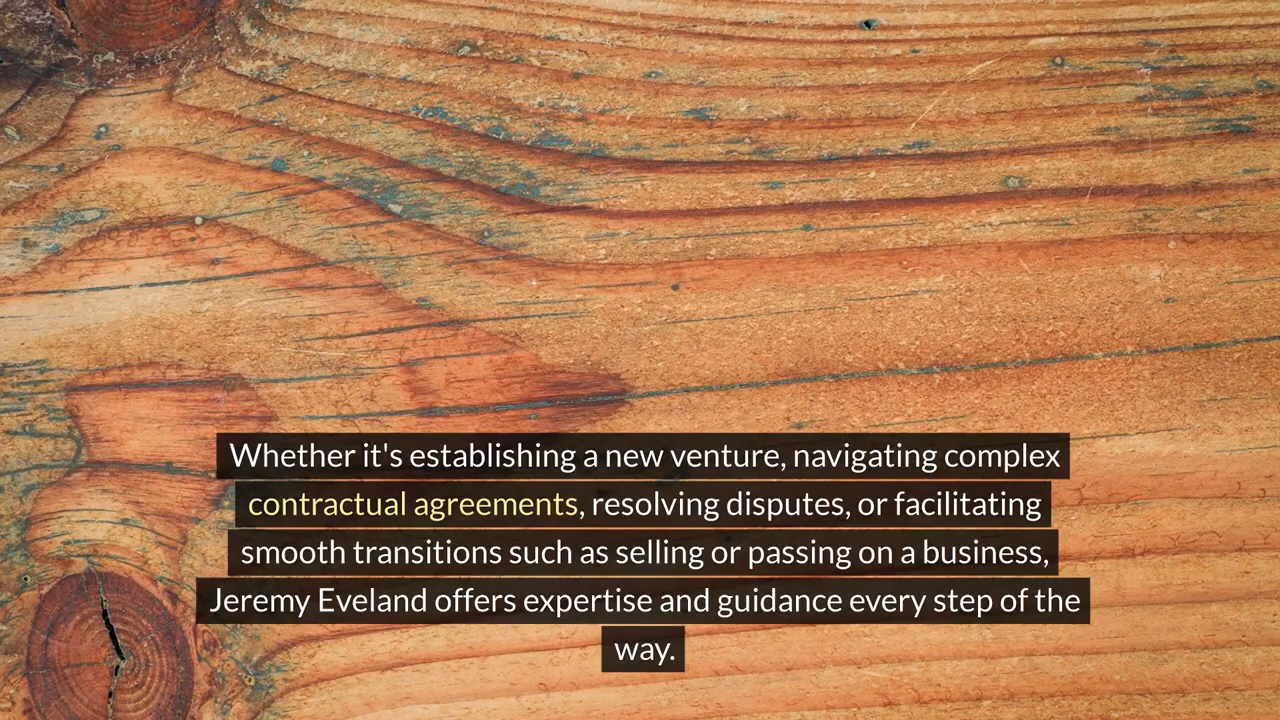 Whether it's establishing a new venture, navigating complex
contractual agreements, resolving disputes, or facilitating
smooth transitions such as selling or passing on a business,
Jeremy Eveland offers expertise and guidance every step of the
way.